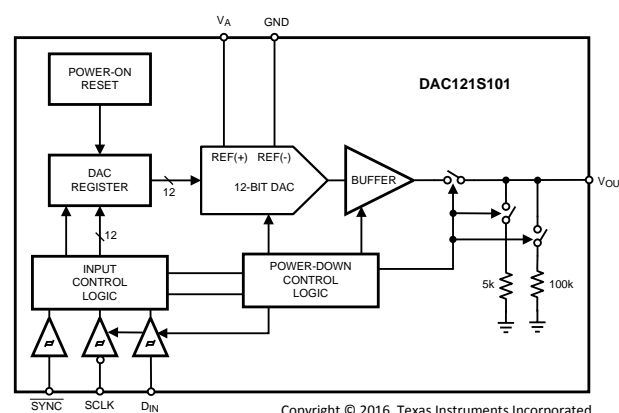 VA
GND
POWER-ON
RESET
DAC121S101
REF(+)
REF(-)
DAC
REGISTER
12
12-BIT DAC
BUFFER
VOU
12
INPUT
CONTROL
LOGIC
POWER-DOWN
CONTROL
LOGIC
5k
100k
SYNC
SCLK
DIN
Copyright © 2016, Texas Instruments Incorporated